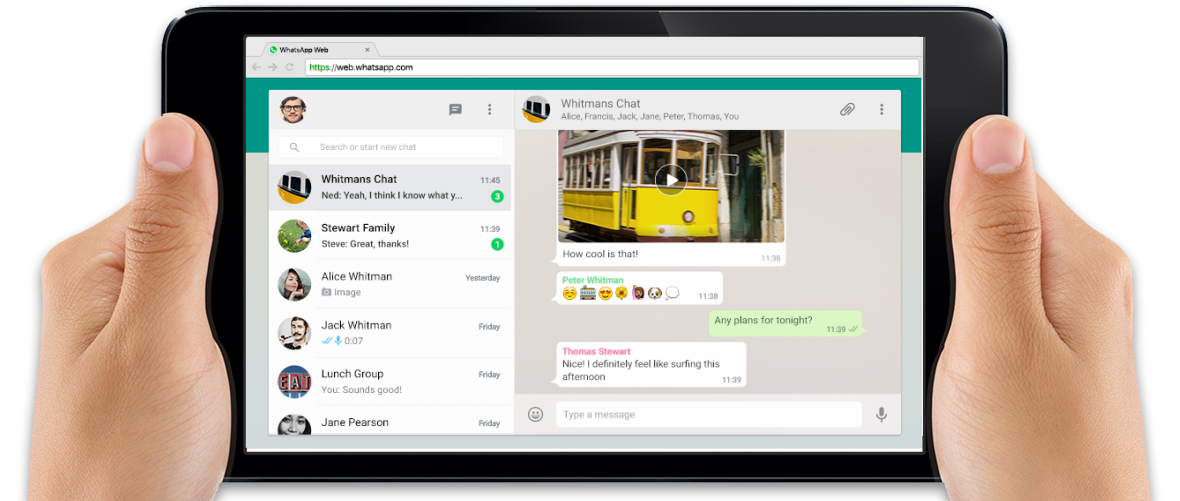 WhatsApp Web
https://web.whatsapp.com
Search or start new chat
Whitmans Chat
11:45
Ned: Yeah, I think I know what y...
3
Stewart Family
11:39
Steve: Great, thanks!
1
Alice Whitman
Yesterday
Image
Jack Whitman
Friday
0:07
Lunch Group
Friday
You: Sounds good!
EAT
Jane Pearson
Friday
Whitmans Chat
Alice, Francis, Jack, Jane, Peter, Thomas, You
How cool is that!
11:38
Peter Whitman
11:38
Any plans for tonight?
11:39
Thomas Stewart
Nice! I definitely feel like surfing this
afternoon
11:39
Type a message